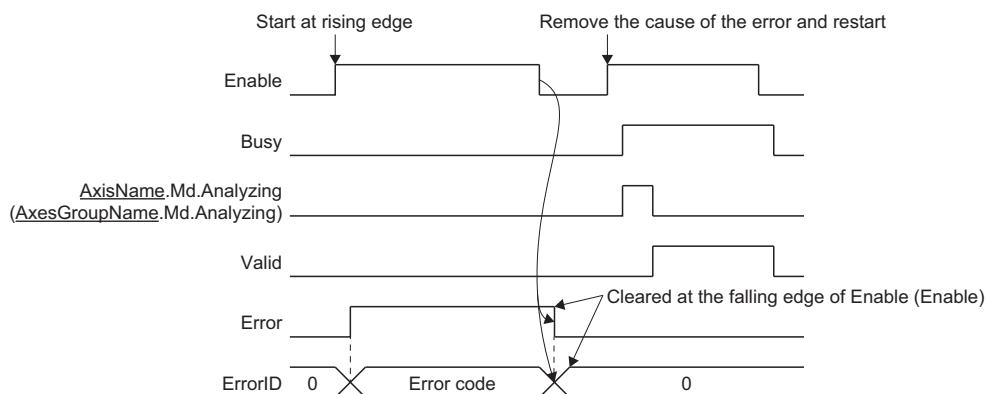 Start at rising edge
Remove the cause of the error and restart
Enable
Busy
AxisName.Md.Analyzing
(AxesGroupName.Md.Analyzing)
Valid
Cleared at the falling edge of Enable (Enable)
Error
ErrorID 0 Error code 0